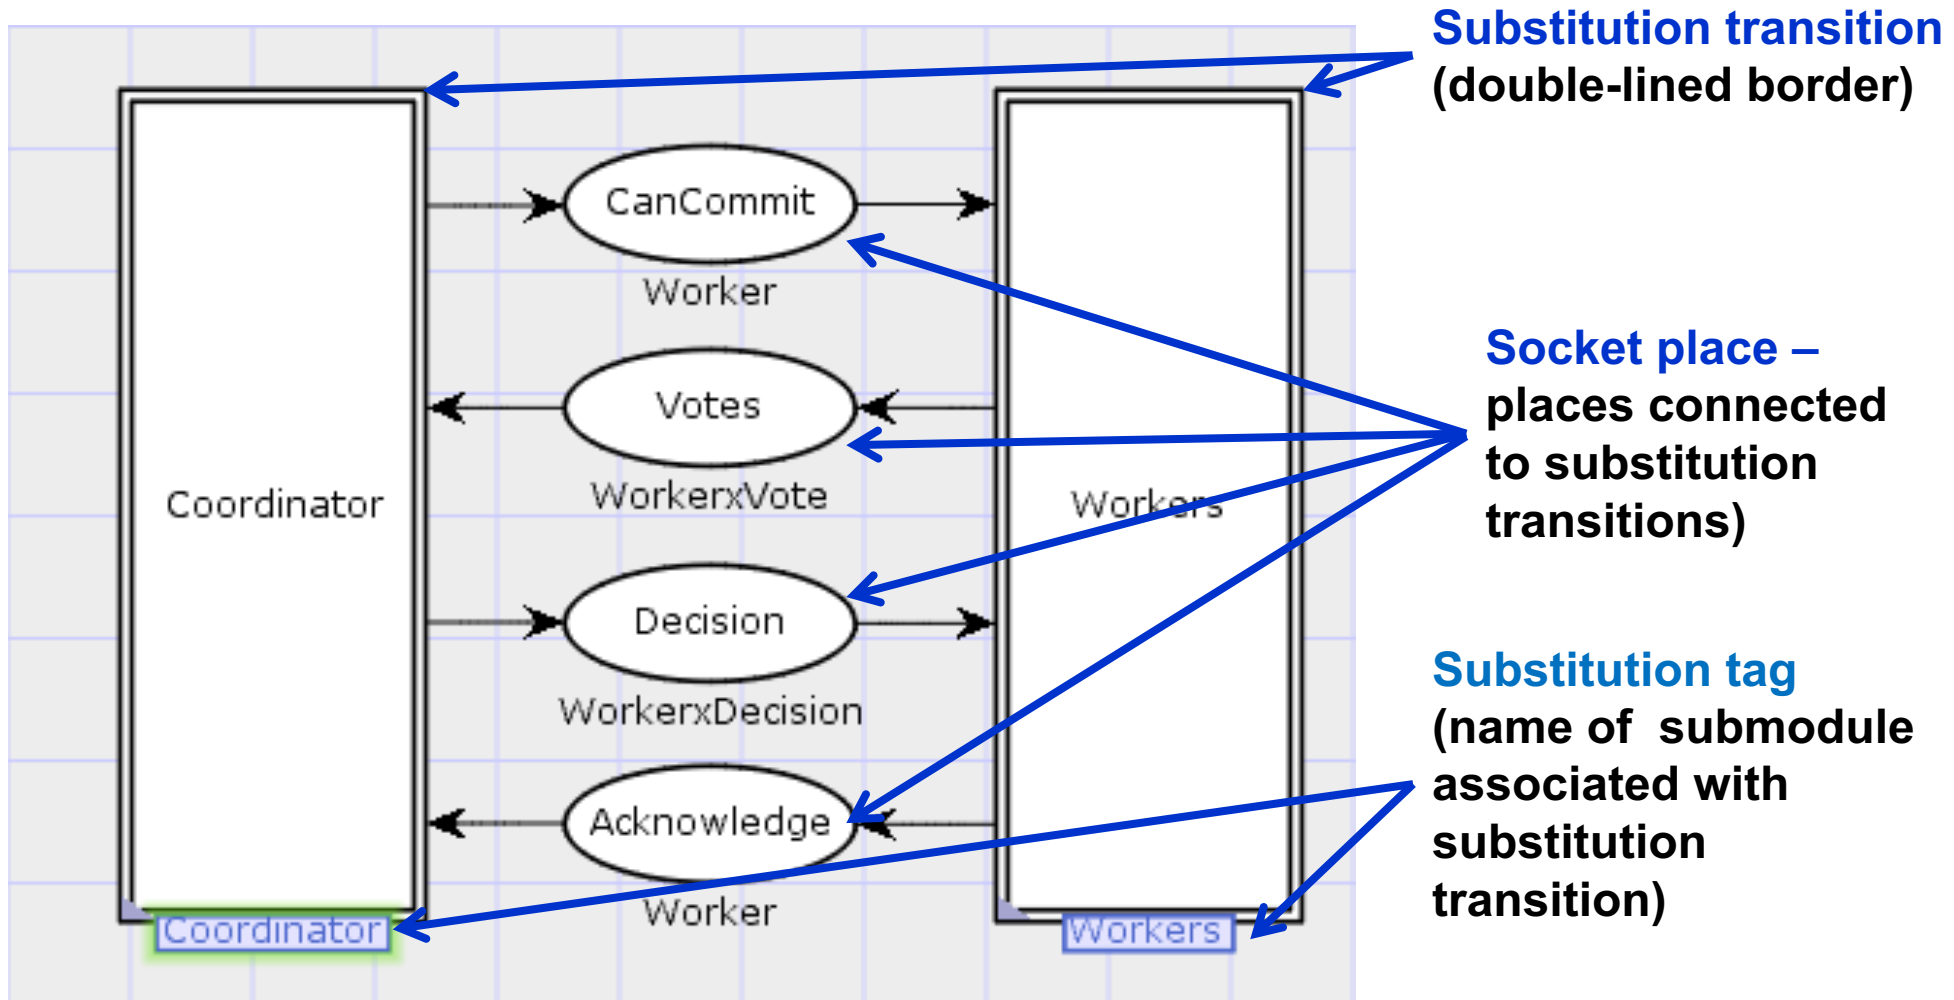 Substitution transition
(double-lined border)
CanCommit
Worker
Socket place –
places connected
to substitution
transitions)
Votes
WorkerxVote
Coordinator
Workers
Decision
WorkerxDecision
Substitution tag
(name of submodule
associated with
substitution
transition)
Acknowledge
Worker
Coordinator
Workers